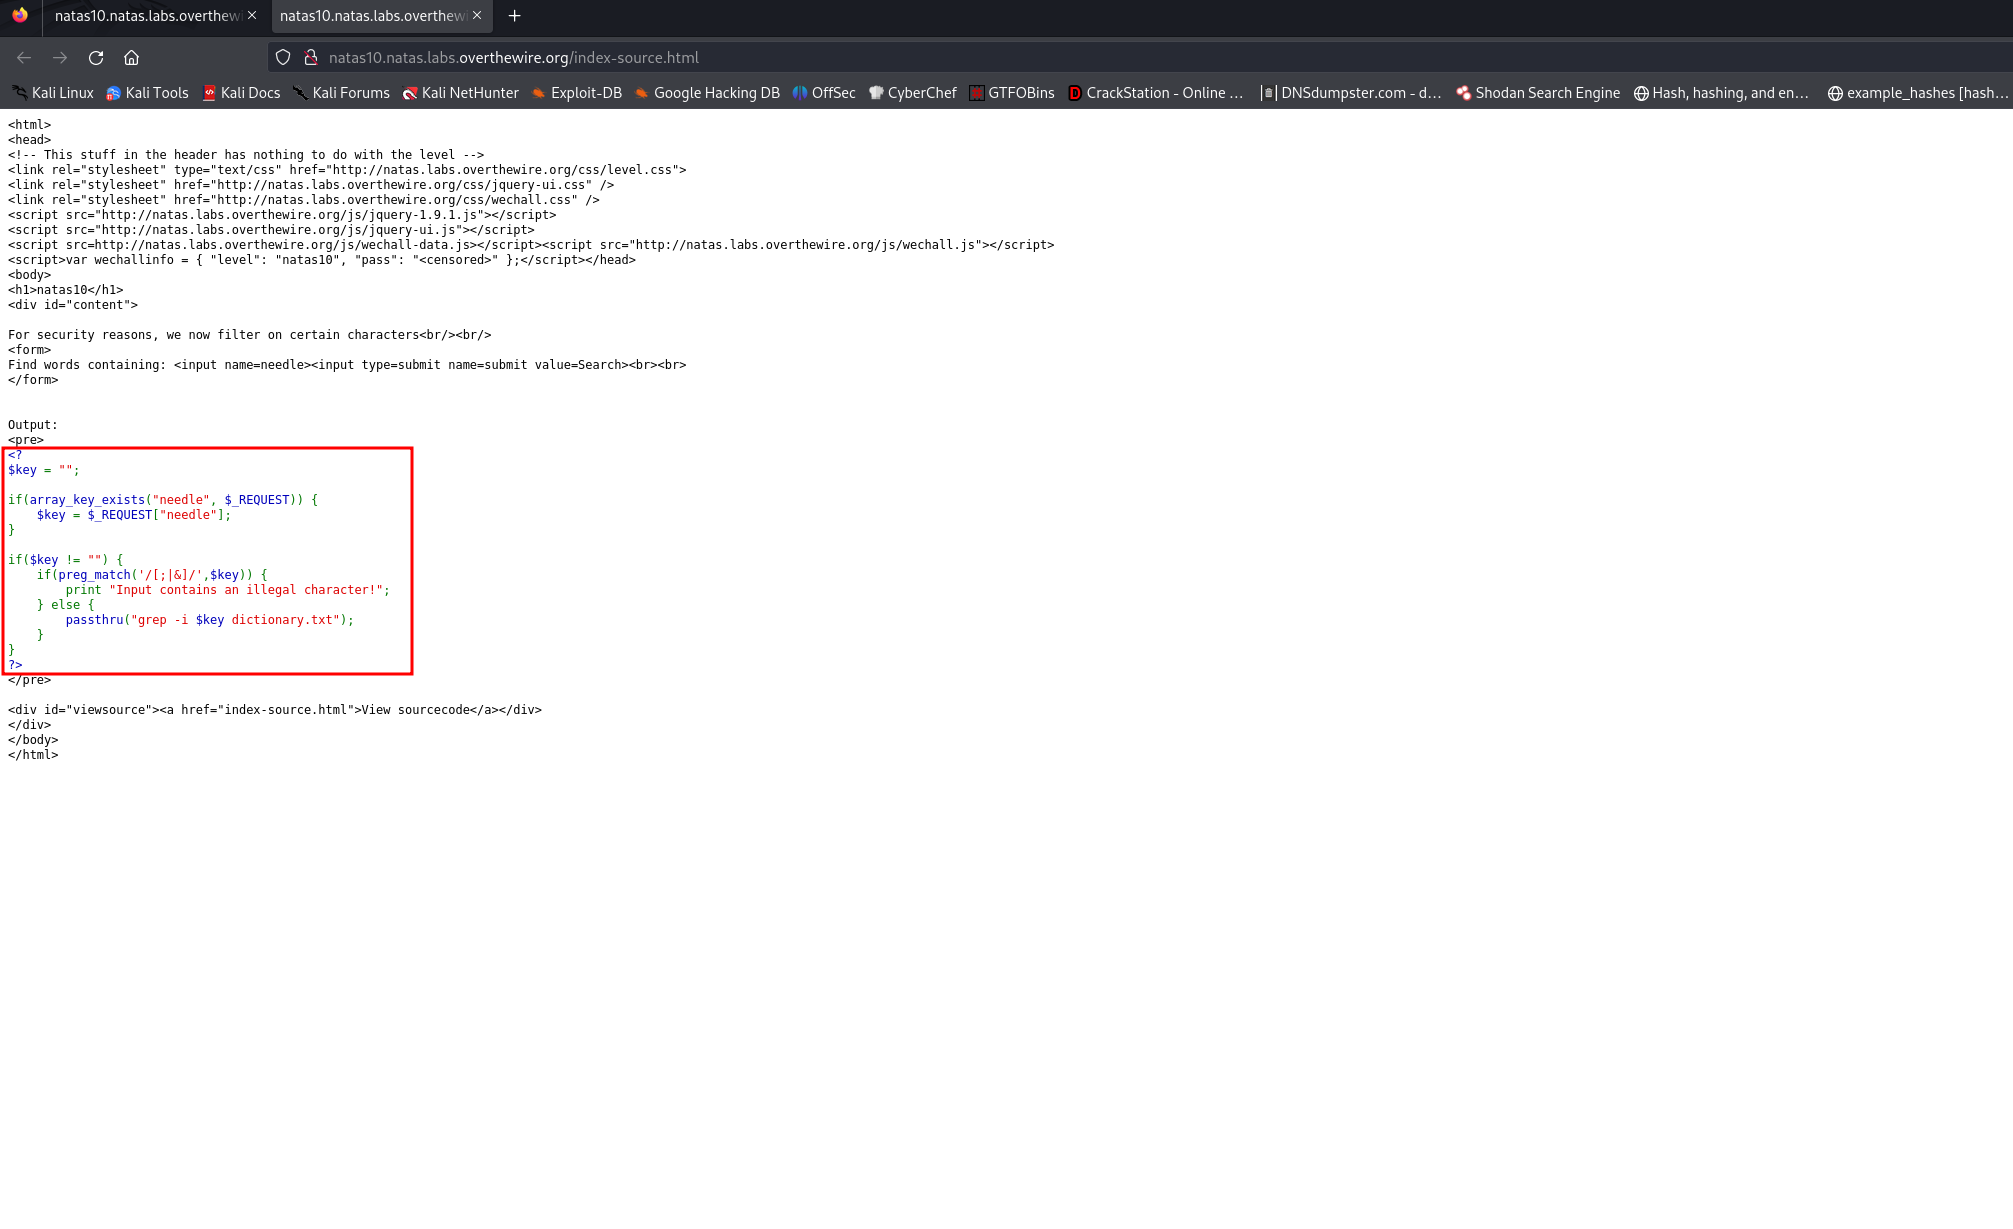 natas10.natas.labs.overthew
natas10.natas.labs.overthew
natas10.natas.labs.overthewire.org/index-source.html
Kali Linux Kali Tools Kali Docs Kali Forums Kali NetHunter Exploit-DB Google Hacking DB OffSec CyberChef GTFOBins CrackStation - Online ... DNSdumpster.com - d... Shodan Search Engine Hash, hashing, and en... example_hashes [hash...
<html>
<head>
<!-- This stuff in the header has nothing to do with the level -->
<link rel="stylesheet" type="text/css" href="http://natas.labs.overthewire.org/css/level.css">
<link rel="stylesheet" href="http://natas.labs.overthewire.org/css/jquery-ui.css" />
<link rel="stylesheet" href="http://natas.labs.overthewire.org/css/wechall.css" />
<script src="http://natas.labs.overthewire.org/js/jquery-1.9.1.js"></script>
<script src="http://natas.labs.overthewire.org/js/jquery-ui.js"></script>
<script src=http://natas.labs.overthewire.org/js/wechall-data.js></script><script src="http://natas.labs.overthewire.org/js/wechall.js"></script>
<script>var wechallinfo = { "level": "natas10", "pass": "<censored>" };</script></head>
<body>
<h1>natas10</h1>
<div id="content">
For security reasons, we now filter on certain characters<br/><br/>
<form>
Find words containing: <input name=needle><input type=submit name=submit value=Search><br><br>
</form>
Output:
<pre>
<?
$key = "";
if(array_key_exists("needle", $_REQUEST)) {
    $key = $_REQUEST["needle"];
}
if($key != "") {
    if(preg_match('/[;|&]/',$key)) {
        print "Input contains an illegal character!";
    } else {
        passthru("grep -i $key dictionary.txt");
    }
}
?>
</pre>
<div id="viewsource"><a href="index-source.html">View sourcecode</a></div>
</div>
</body>
</html>